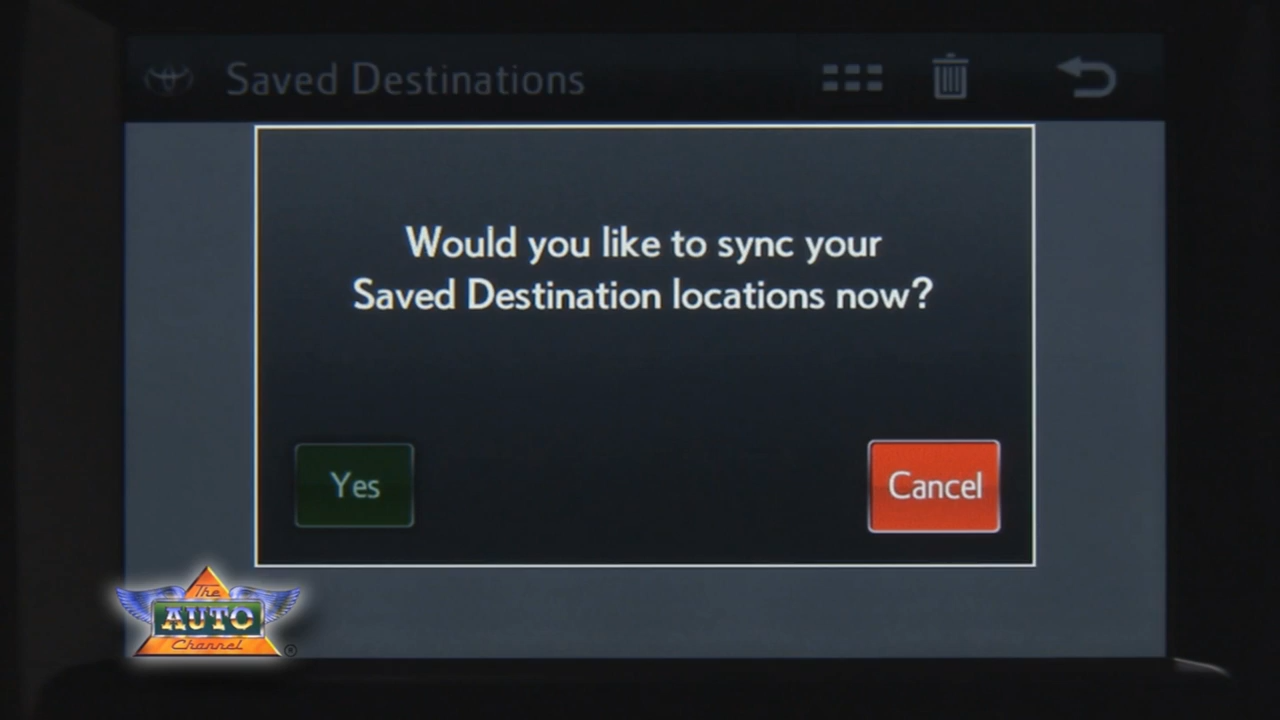 Saved Destinations
Would you like to sync your
Saved Destination locations now?
Yes
Cancel
The
AUTO
Channel
®